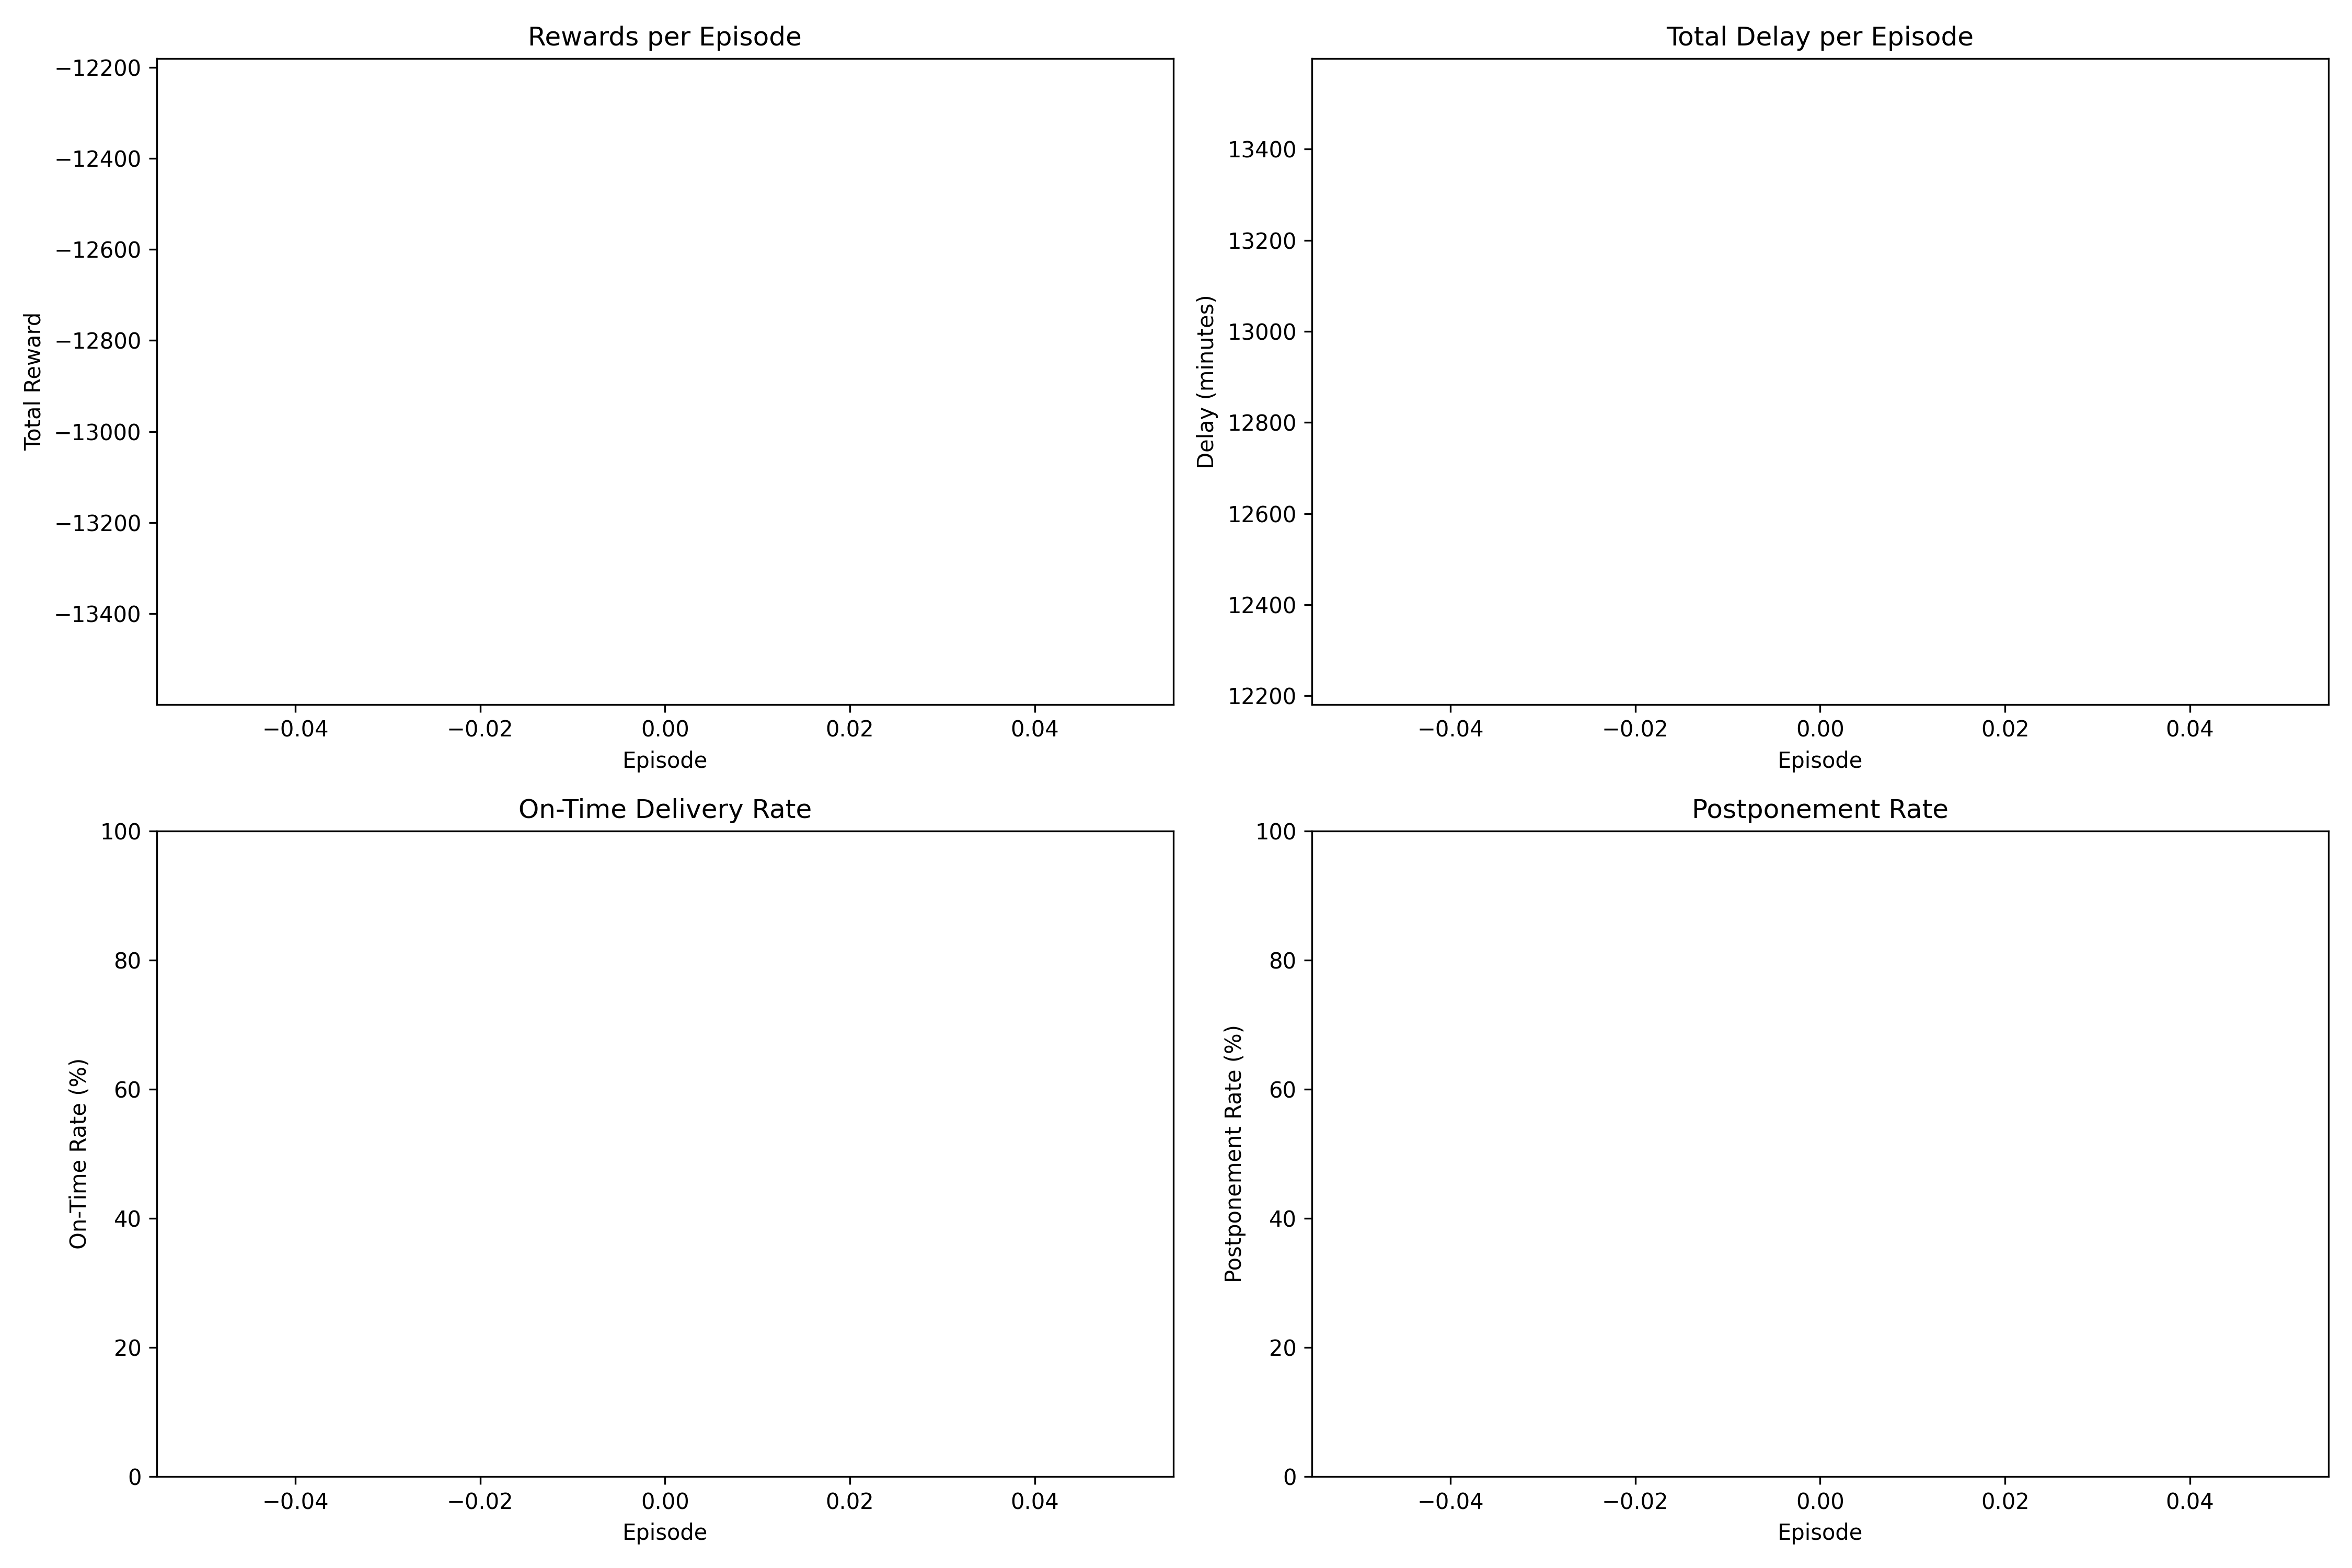 Rewards per Episode
−12200
−12400
−12600
−12800
−13000
−13200
−13400
Total Reward
−0.04 −0.02 0.00 0.02 0.04
Episode
Total Delay per Episode
13400
13200
13000
12800
12600
12400
12200
Delay (minutes)
−0.04 −0.02 0.00 0.02 0.04
Episode
On-Time Delivery Rate
100
80
60
40
20
0
On-Time Rate (%)
−0.04 −0.02 0.00 0.02 0.04
Episode
Postponement Rate
100
80
60
40
20
0
Postponement Rate (%)
−0.04 −0.02 0.00 0.02 0.04
Episode